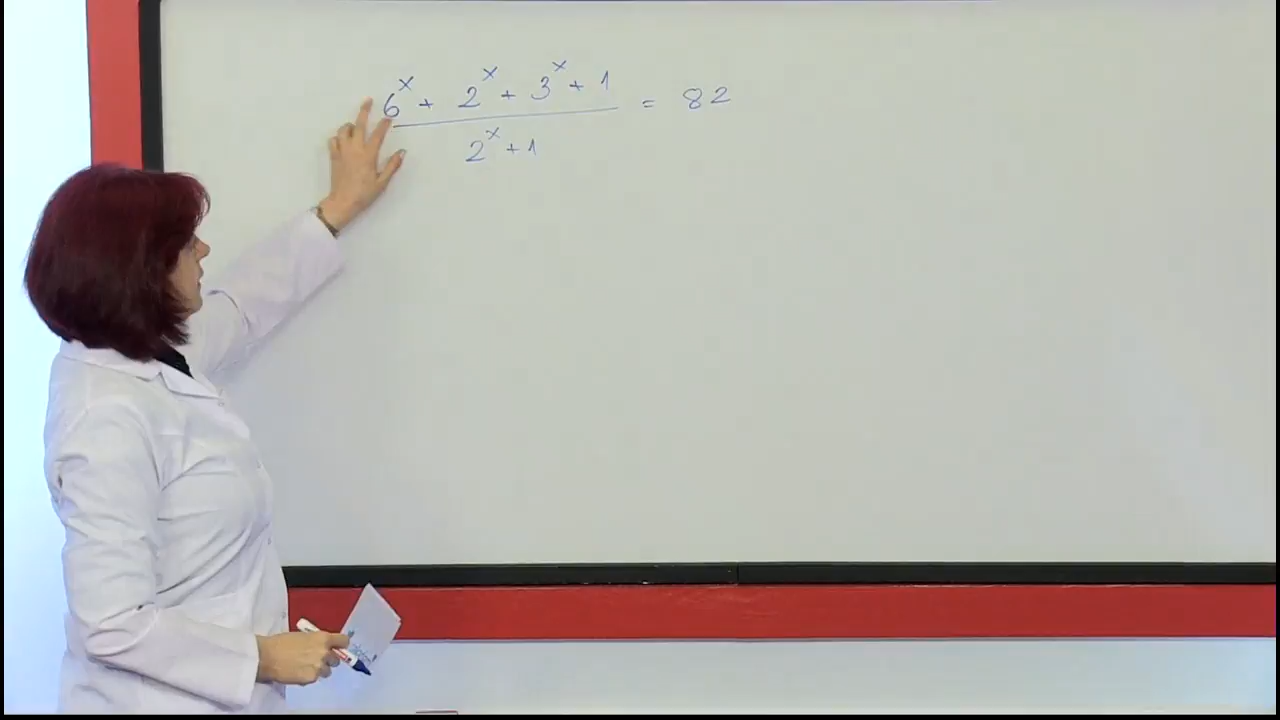 6^x + 2^x + 3^x + 1 = 82
2^x + 1